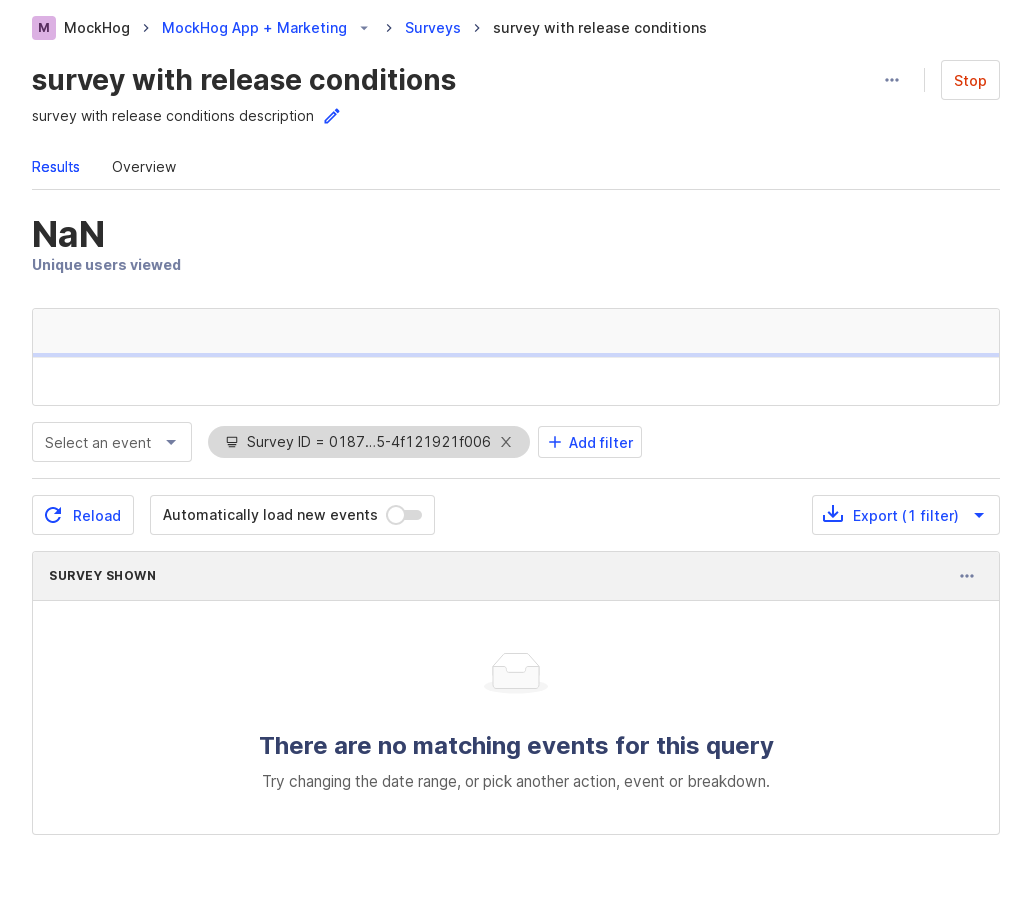 M MockHog MockHog App + Marketing Surveys survey with release conditions
survey with release conditions
Stop
survey with release conditions description
Results Overview
NaN
Unique users viewed
Select an event Survey ID = 0187...5-4f121921f006 Add filter
Reload Automatically load new events Export (1 filter)
SURVEY SHOWN
There are no matching events for this query
Try changing the date range, or pick another action, event or breakdown.